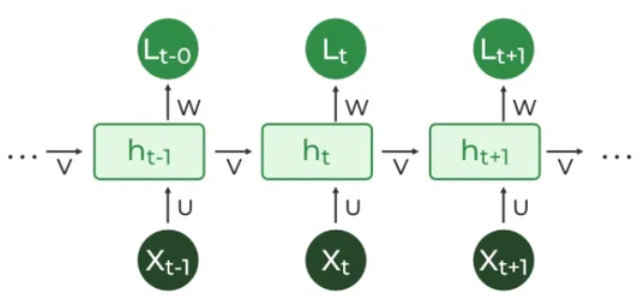 Lt-0 Lt Lt+1
W W W
... ht-1 ht ht+1 ...
V V V V
U U U
Xt-1 Xt Xt+1